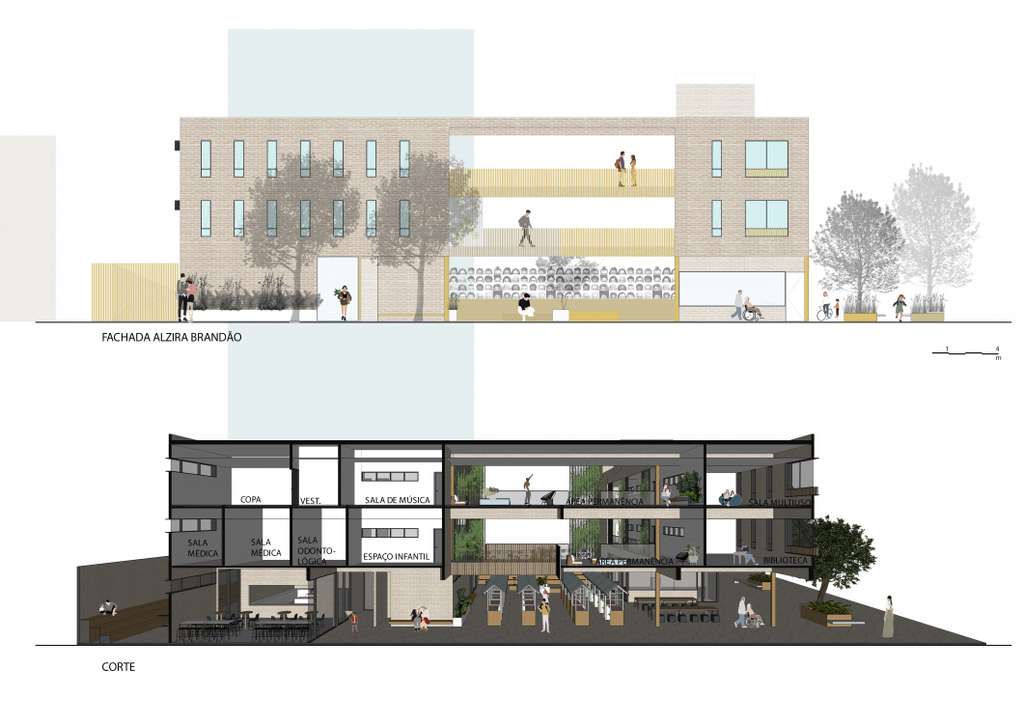 FACHADA ALZIRA BRANDÃO
1 4
m
COPA
VEST.
SALA DE MÚSICA
ÁREA PERMANÊNCIA
SALA MULTIUSO
SALA
MÉDICA
SALA
MÉDICA
SALA
ODONTO-
LÓGICA
ESPAÇO INFANTIL
ÁREA PERMANÊNCIA
BIBLIOTECA
CORTE